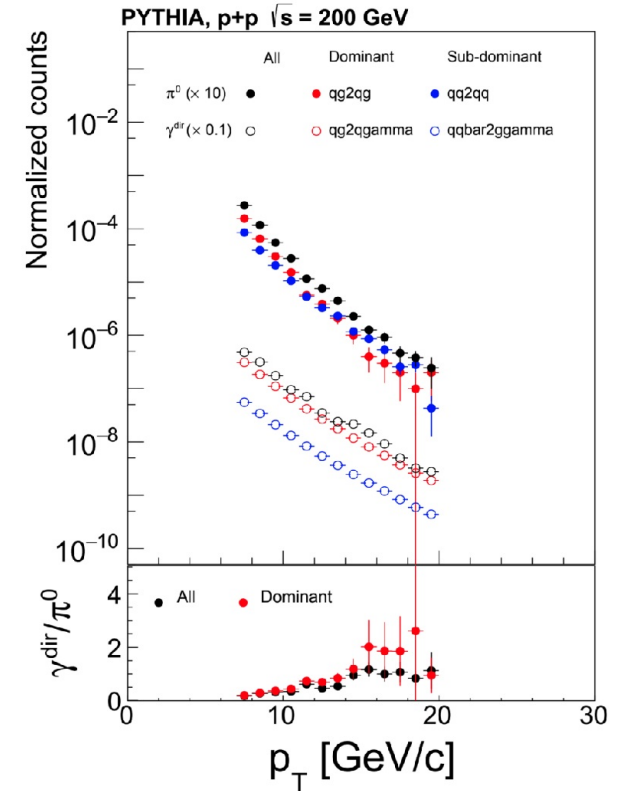 PYTHIA, p+p √s = 200 GeV
Normalized counts
All Dominant Sub-dominant
π⁰ (× 10) qg2qg qq2qq
γᵈⁱʳ (× 0.1) qg2qgamma qqbar2ggamma
10⁻²
10⁻⁴
10⁻⁶
10⁻⁸
10⁻¹⁰
γᵈⁱʳ/π⁰
All Dominant
4
2
0
0 10 20 30
p_T [GeV/c]